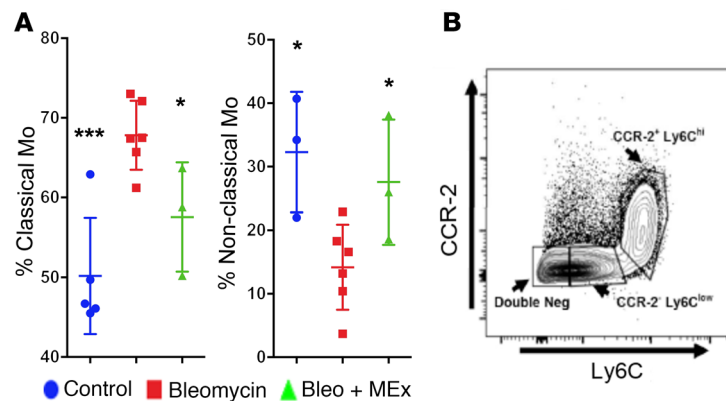 A
B
% Classical Mo
80
70
60
50
40
***
*
% Non-classical Mo
50
40
30
20
10
0
*
*
Control
Bleomycin
Bleo + MEx
CCR-2
CCR-2⁺ Ly6Cʰⁱ
Double Neg
CCR-2⁻ Ly6Cˡᵒʷ
Ly6C